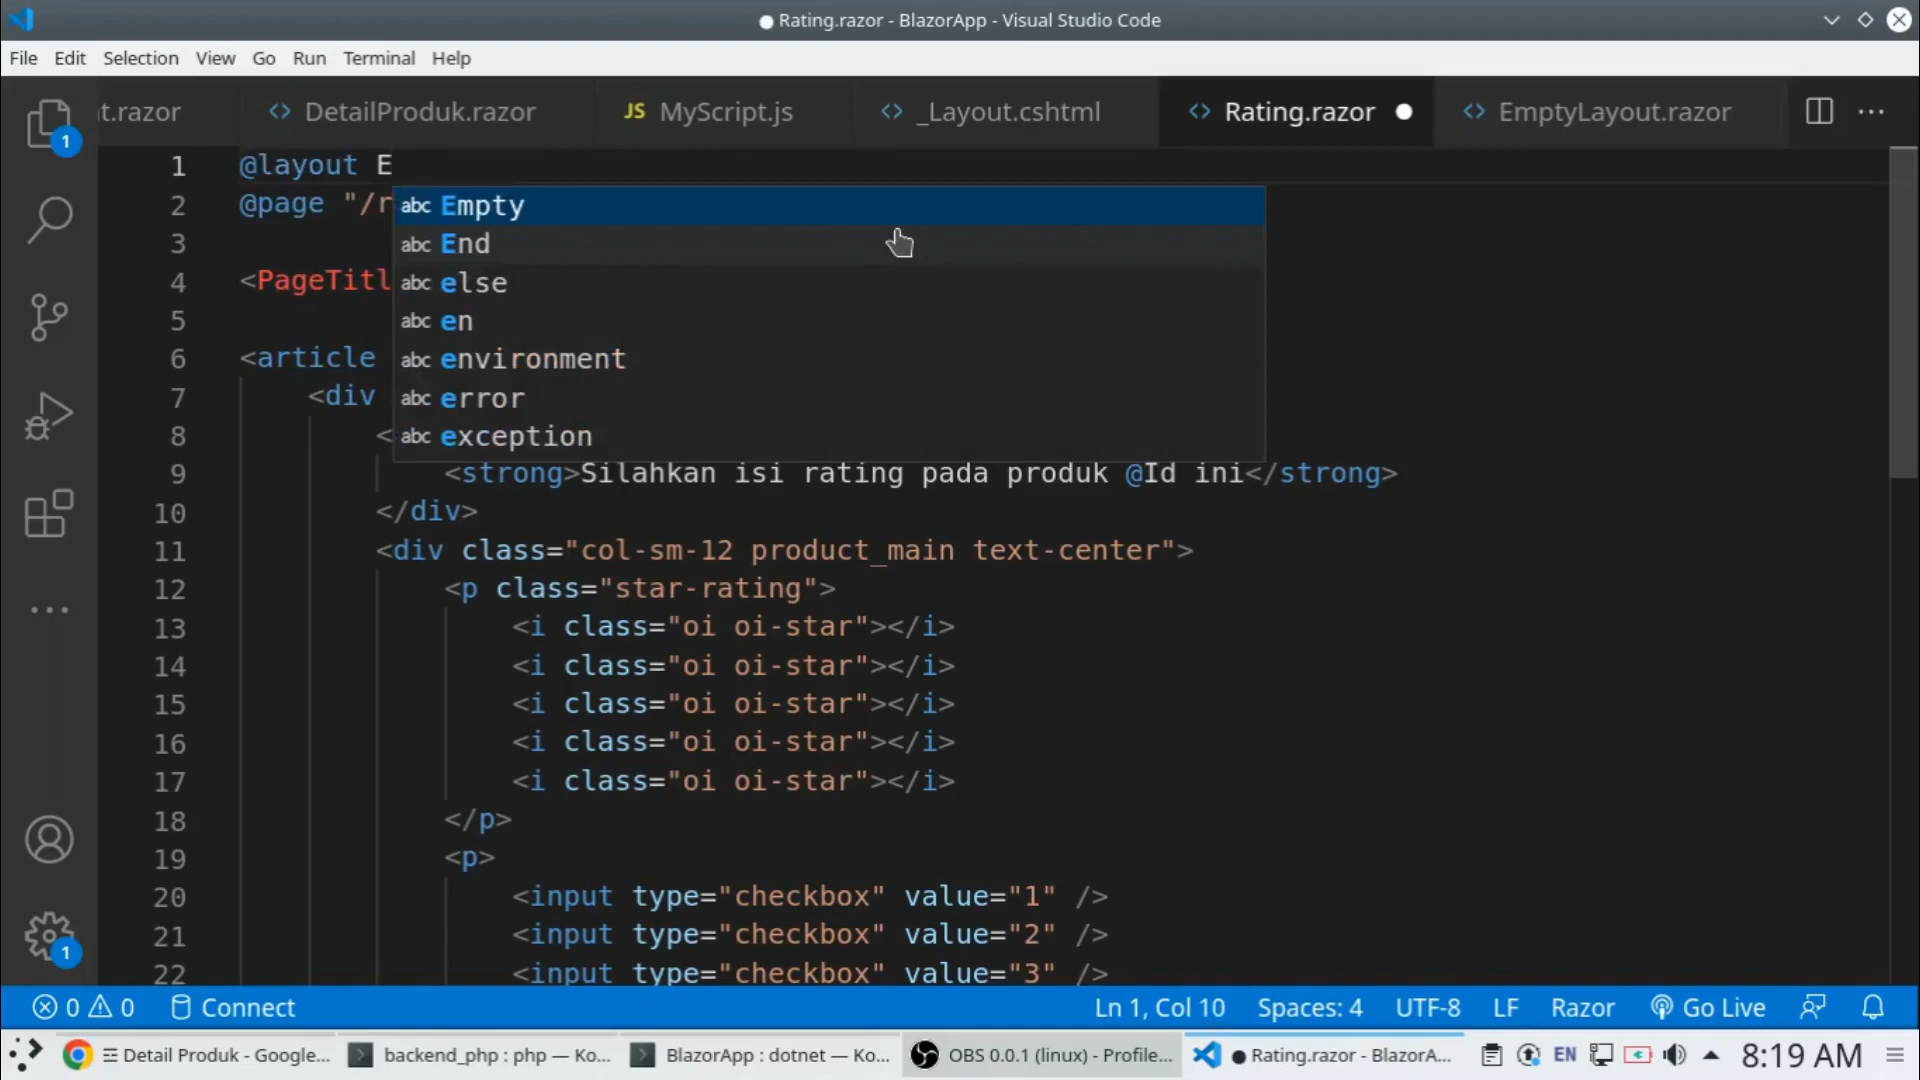 Rating.razor - BlazorApp - Visual Studio Code
File Edit Selection View Go Run Terminal Help
t.razor DetailProduk.razor JS MyScript.js _Layout.cshtml Rating.razor EmptyLayout.razor
1 @layout E
2 @page "/r
abc Empty
3
abc End
4 <PageTitl
abc else
5
abc en
6 <article
abc environment
7 <div
abc error
8 <
abc exception
9 <strong>Silahkan isi rating pada produk @Id ini</strong>
10 </div>
11 <div class="col-sm-12 product_main text-center">
12 <p class="star-rating">
13 <i class="oi oi-star"></i>
14 <i class="oi oi-star"></i>
15 <i class="oi oi-star"></i>
16 <i class="oi oi-star"></i>
17 <i class="oi oi-star"></i>
18 </p>
19 <p>
20 <input type="checkbox" value="1" />
21 <input type="checkbox" value="2" />
22 <input type="checkbox" value="3" />
1
1
0 0 Connect Ln 1, Col 10 Spaces: 4 UTF-8 LF Razor Go Live
Detail Produk - Google... backend_php : php — Ko... BlazorApp : dotnet — Ko... OBS 0.0.1 (linux) - Profile... Rating.razor - BlazorA... EN 8:19 AM